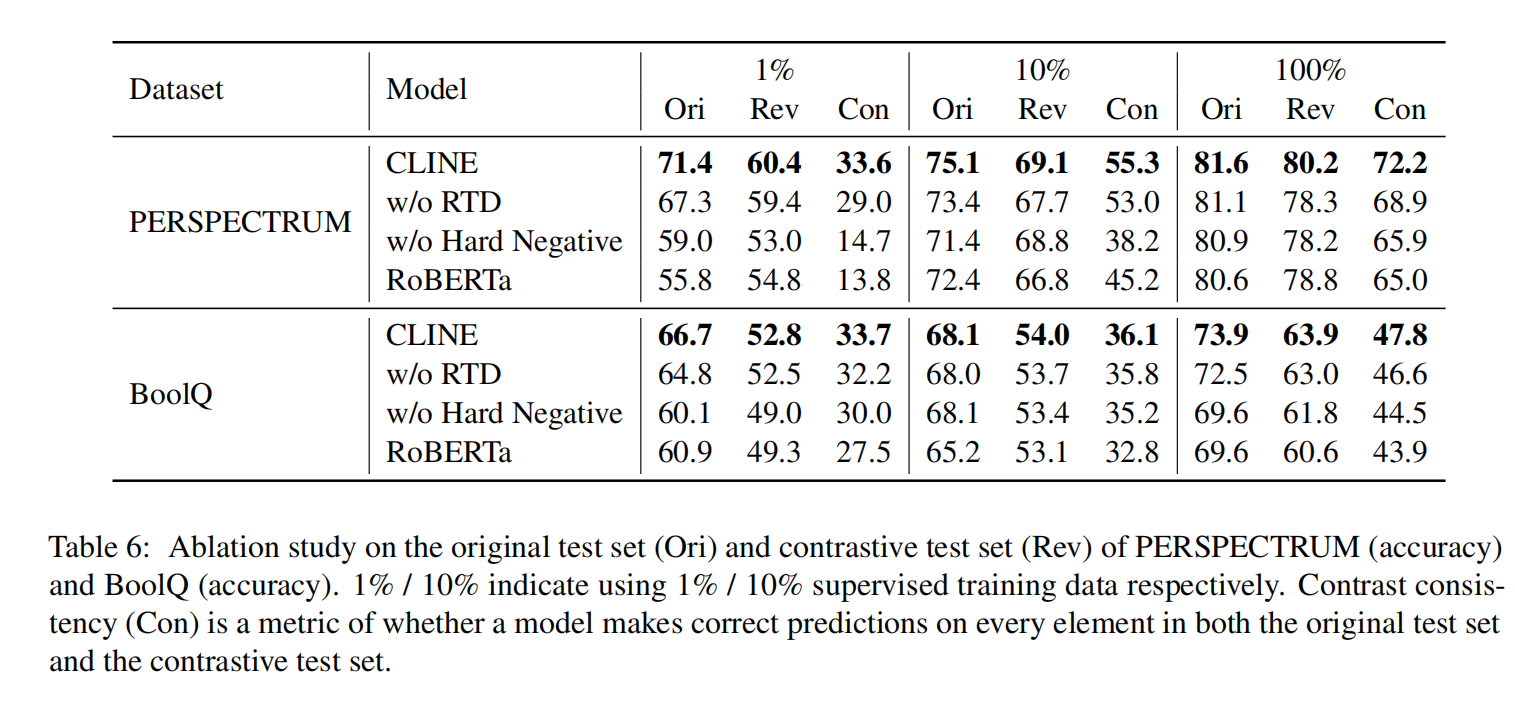 Dataset Model 1% 10% 100%
Ori Rev Con Ori Rev Con Ori Rev Con
PERSPECTRUM
CLINE 71.4 60.4 33.6 75.1 69.1 55.3 81.6 80.2 72.2
w/o RTD 67.3 59.4 29.0 73.4 67.7 53.0 81.1 78.3 68.9
w/o Hard Negative 59.0 53.0 14.7 71.4 68.8 38.2 80.9 78.2 65.9
RoBERTa 55.8 54.8 13.8 72.4 66.8 45.2 80.6 78.8 65.0
BoolQ
CLINE 66.7 52.8 33.7 68.1 54.0 36.1 73.9 63.9 47.8
w/o RTD 64.8 52.5 32.2 68.0 53.7 35.8 72.5 63.0 46.6
w/o Hard Negative 60.1 49.0 30.0 68.1 53.4 35.2 69.6 61.8 44.5
RoBERTa 60.9 49.3 27.5 65.2 53.1 32.8 69.6 60.6 43.9
Table 6: Ablation study on the original test set (Ori) and contrastive test set (Rev) of PERSPECTRUM (accuracy)
and BoolQ (accuracy). 1% / 10% indicate using 1% / 10% supervised training data respectively. Contrast consis-
tency (Con) is a metric of whether a model makes correct predictions on every element in both the original test set
and the contrastive test set.